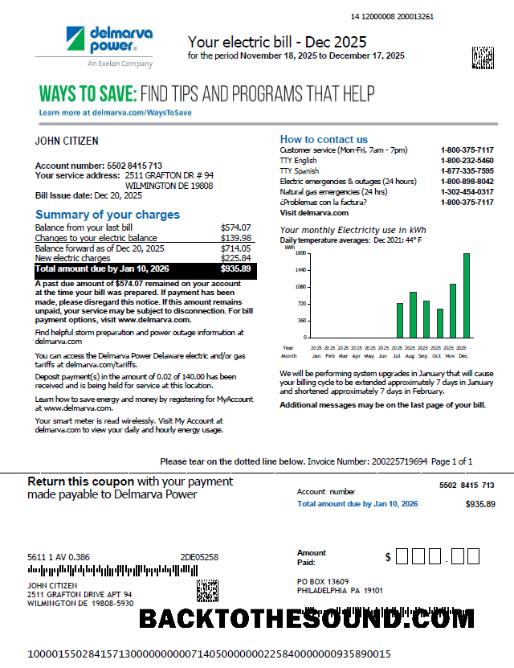 14 12000008 200013261
delmarva
power®
An Exelon Company
Your electric bill - Dec 2025
for the period November 18, 2025 to December 17, 2025
WAYS TO SAVE: FIND TIPS AND PROGRAMS THAT HELP
Learn more at delmarva.com/WaysToSave
JOHN CITIZEN
Account number: 5502 8415 713
Your service address: 2511 GRAFTON DR # 94
WILMINGTON DE 19808
Bill Issue date: Dec 20, 2025
Summary of your charges
Balance from your last bill $574.07
Changes to your electric balance $139.98
Balance forward as of Dec 20, 2025 $714.05
New electric charges $225.84
Total amount due by Jan 10, 2026 $935.89
A past due amount of $574.07 remained on your account
at the time your bill was prepared. If payment has been
made, please disregard this notice. If this amount remains
unpaid, your service may be subject to disconnection. For bill
payment options, visit www.delmarva.com.
Find helpful storm preparation and power outage information at
delmarva.com
You can access the Delmarva Power Delaware electric and/or gas
tariffs at delmarva.com/tariffs.
Deposit payment(s) in the amount of 0.02 of 140.00 has been
received and is being held for service at this location.
Learn how to save energy and money by registering for MyAccount
at www.delmarva.com.
Your smart meter is read wirelessly. Visit My Account at
delmarva.com to view your daily and hourly energy usage.
How to contact us
Customer service (Mon-Fri, 7am - 7pm) 1-800-375-7117
TTY English 1-800-232-5460
TTY Spanish 1-877-335-7595
Electric emergencies & outages (24 hours) 1-800-898-8042
Natural gas emergencies (24 hrs) 1-302-454-0317
¿Problemas con la factura? 1-800-375-7117
Visit delmarva.com
Your monthly Electricity use in kWh
Daily temperature averages: Dec 2021: 44° F
1800
1440
1080
720
360
0
Year 2025 2025 2025 2025 2025 2025 2025 2025 2025 2025 2025 2025
Month Jan Feb Mar Apr May Jun Jul Aug Sep Oct Nov Dec
We will be performing system upgrades in January that will cause
your billing cycle to be extended approximately 7 days in January
and shortened approximately 7 days in February.
Additional messages may be on the last page of your bill.
Please tear on the dotted line below. Invoice Number: 200225719694 Page 1 of 1
Return this coupon with your payment
made payable to Delmarva Power
Account number 5502 8415 713
Total amount due by Jan 10, 2026 $935.89
5611 1 AV 0.386 2DE05258
JOHN CITIZEN
2511 GRAFTON DRIVE APT 94
WILMINGTON DE 19808-5930
Amount
Paid: $ .
PO BOX 13609
PHILADELPHIA PA 19101
BACKTOTHESOUND.COM